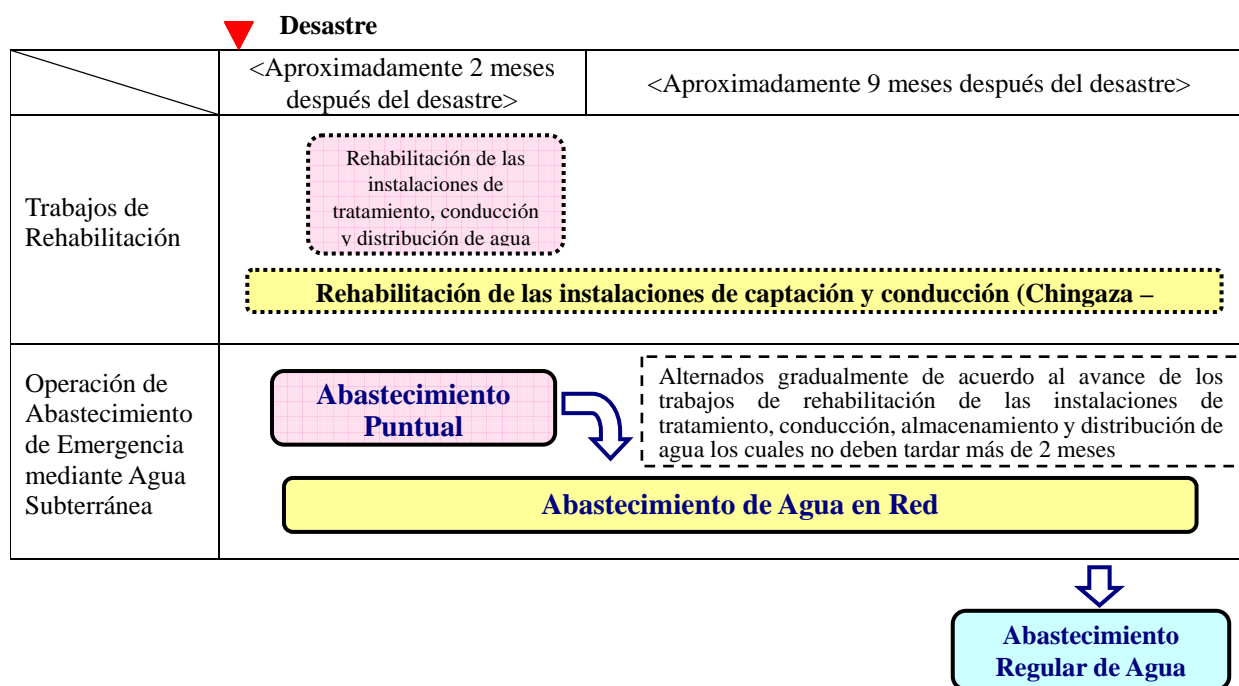 Desastre
<Aproximadamente 2 meses
después del desastre>
<Aproximadamente 9 meses después del desastre>
Trabajos de
Rehabilitación
Rehabilitación de las
instalaciones de
tratamiento, conducción
y distribución de agua
Rehabilitación de las instalaciones de captación y conducción (Chingaza –
Operación de
Abastecimiento
de Emergencia
mediante Agua
Subterránea
Abastecimiento
Puntual
Alternados gradualmente de acuerdo al avance de los
trabajos de rehabilitación de las instalaciones de
tratamiento, conducción, almacenamiento y distribución de
agua los cuales no deben tardar más de 2 meses
Abastecimiento de Agua en Red
Abastecimiento
Regular de Agua